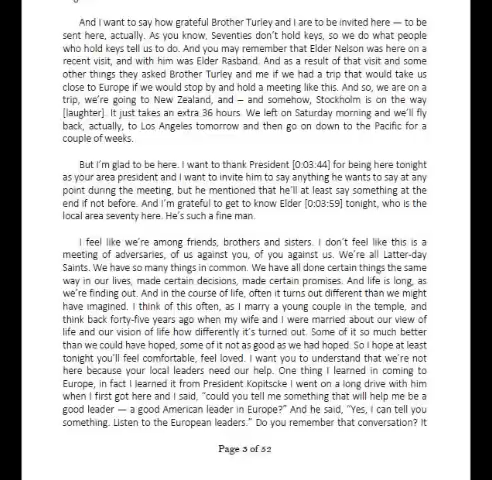 And I want to say how grateful Brother Turley and I are to be invited here — to be
sent here, actually. As you know, Seventies don't hold keys, so we do what people
who hold keys tell us to do. And you may remember that Elder Nelson was here on a
recent visit, and with him was Elder Rasband. And as a result of that visit and some
other things they asked Brother Turley and me if we had a trip that would take us
close to Europe if we would stop by and hold a meeting like this. And so, we are on a
trip, we're going to New Zealand, and – and somehow, Stockholm is on the way
[laughter]. It just takes an extra 36 hours. We left on Saturday morning and we'll fly
back, actually, to Los Angeles tomorrow and then go on down to the Pacific for a
couple of weeks.
But I'm glad to be here. I want to thank President [0:03:44] for being here tonight
as your area president and I want to invite him to say anything he wants to say at any
point during the meeting, but he mentioned that he'll at least say something at the
end if not before. And I'm grateful to get to know Elder [0:03:59] tonight, who is the
local area seventy here. He's such a fine man.
I feel like we're among friends, brothers and sisters. I don't feel like this is a
meeting of adversaries, of us against you, of you against us. We're all Latter-day
Saints. We have so many things in common. We have all done certain things the same
way in our lives, made certain decisions, made certain promises. And life is long, as
we're finding out. And in the course of life, often it turns out different than we might
have imagined. I think of this often, as I marry a young couple in the temple, and
think back forty-five years ago when my wife and I were married about our view of
life and our vision of life how differently it's turned out. Some of it so much better
than we could have hoped, some of it not as good as we had hoped. So I hope at least
tonight you'll feel comfortable, feel loved. I want you to understand that we're not
here because your local leaders need our help. One thing I learned in coming to
Europe, in fact I learned it from President Kopitscke I went on a long drive with him
when I first got here and I said, "could you tell me something that will help me be a
good leader — a good American leader in Europe?" And he said, "Yes, I can tell you
something. Listen to the European leaders." Do you remember that conversation? It
Page 3 of 52